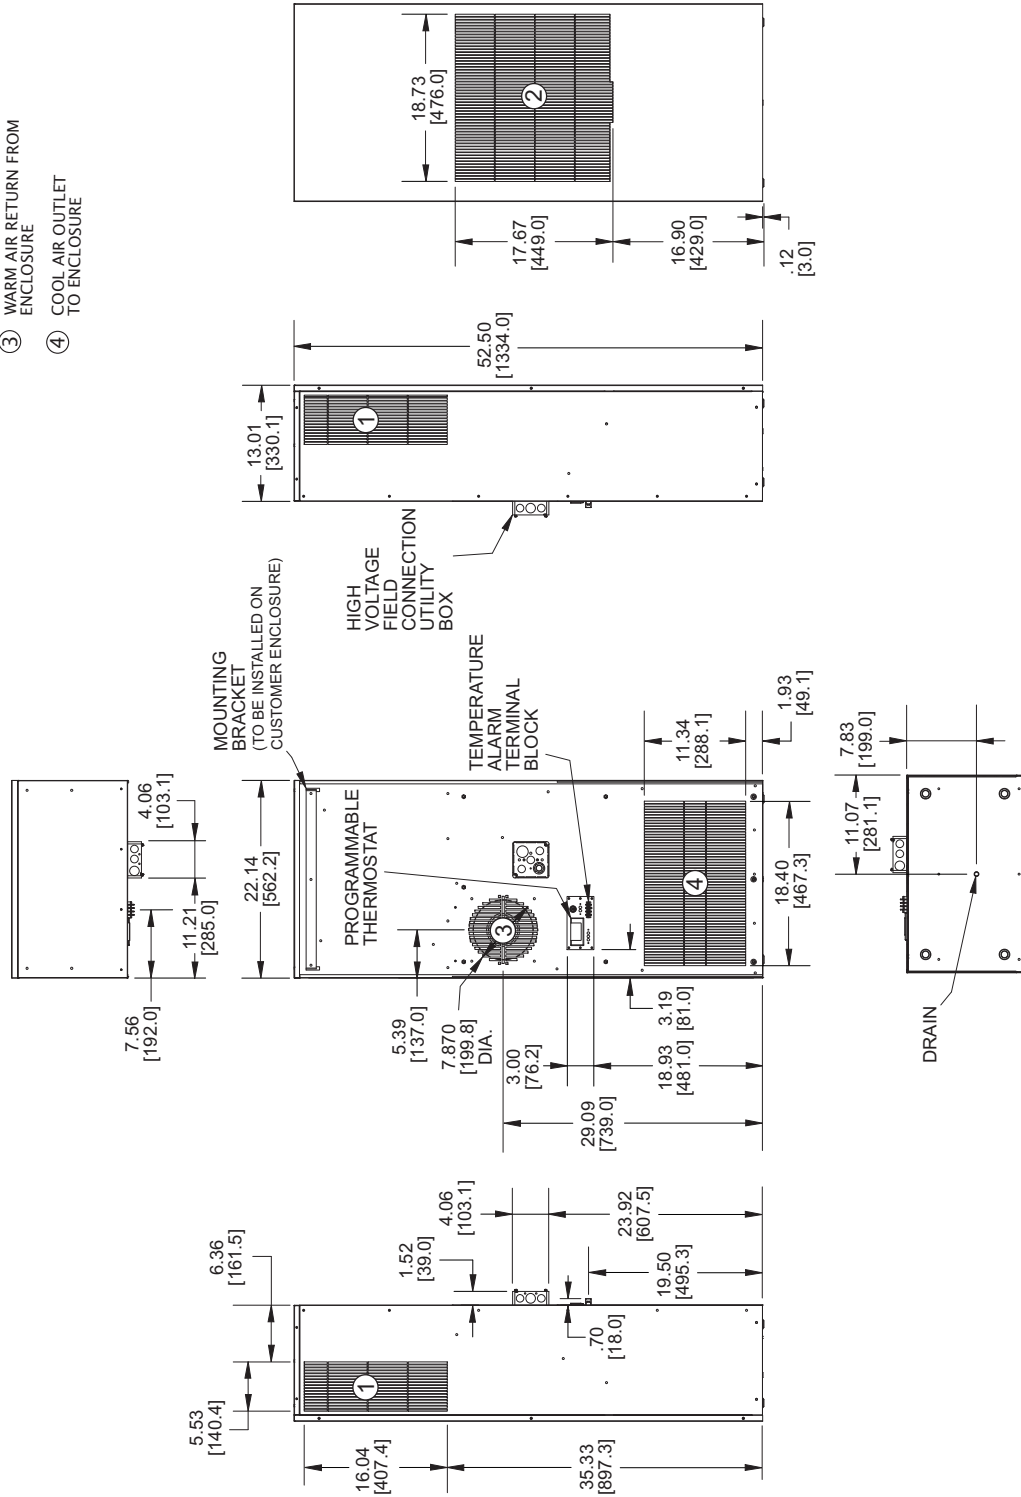 ③ WARM AIR RETURN FROM
ENCLOSURE
④ COOL AIR OUTLET
TO ENCLOSURE
5.53
[140.4]
6.36
[161.5]
16.04
[407.4]
35.33
[897.3]
1
1.52
[39.0]
4.06
[103.1]
.70
[18.0]
19.50
[495.3]
23.92
[607.5]
7.56
[192.0]
11.21
[285.0]
4.06
[103.1]
22.14
[562.2]
MOUNTING
BRACKET
(TO BE INSTALLED ON
CUSTOMER ENCLOSURE)
PROGRAMMABLE
THERMOSTAT
5.39
[137.0]
7.870
[199.8]
DIA.
3.00
[76.2]
29.09
[739.0]
18.93
[481.0]
3.19
[81.0]
3
4
TEMPERATURE
ALARM
TERMINAL
BLOCK
11.34
[288.1]
1.93
[49.1]
18.40
[467.3]
11.07
[281.1]
7.83
[199.0]
DRAIN
HIGH
VOLTAGE
FIELD
CONNECTION
UTILITY
BOX
13.01
[330.1]
1
52.50
[1334.0]
18.73
[476.0]
2
17.67
[449.0]
16.90
[429.0]
.12
[3.0]